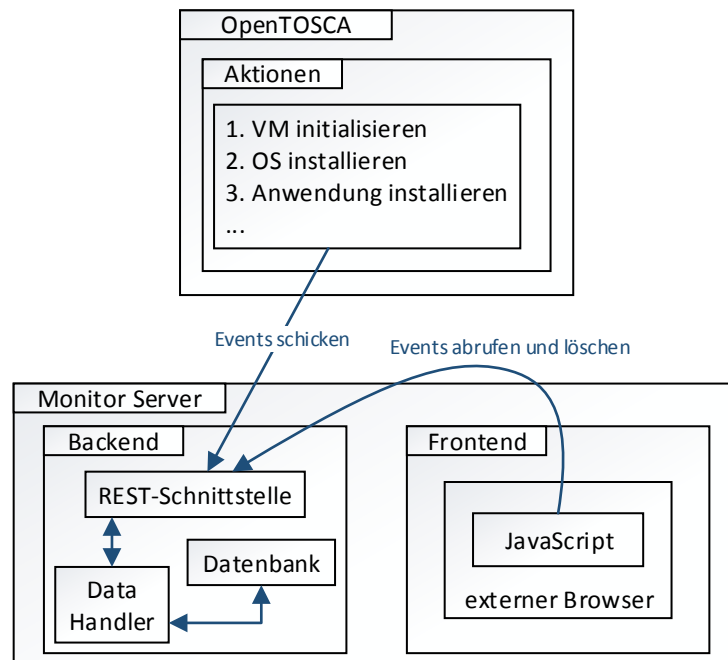 OpenTOSCA
Aktionen
1. VM initialisieren
2. OS installieren
3. Anwendung installieren
...
Events schicken
Events abrufen und löschen
Monitor Server
Backend
REST-Schnittstelle
Datenbank
Data
Handler
Frontend
JavaScript
externer Browser